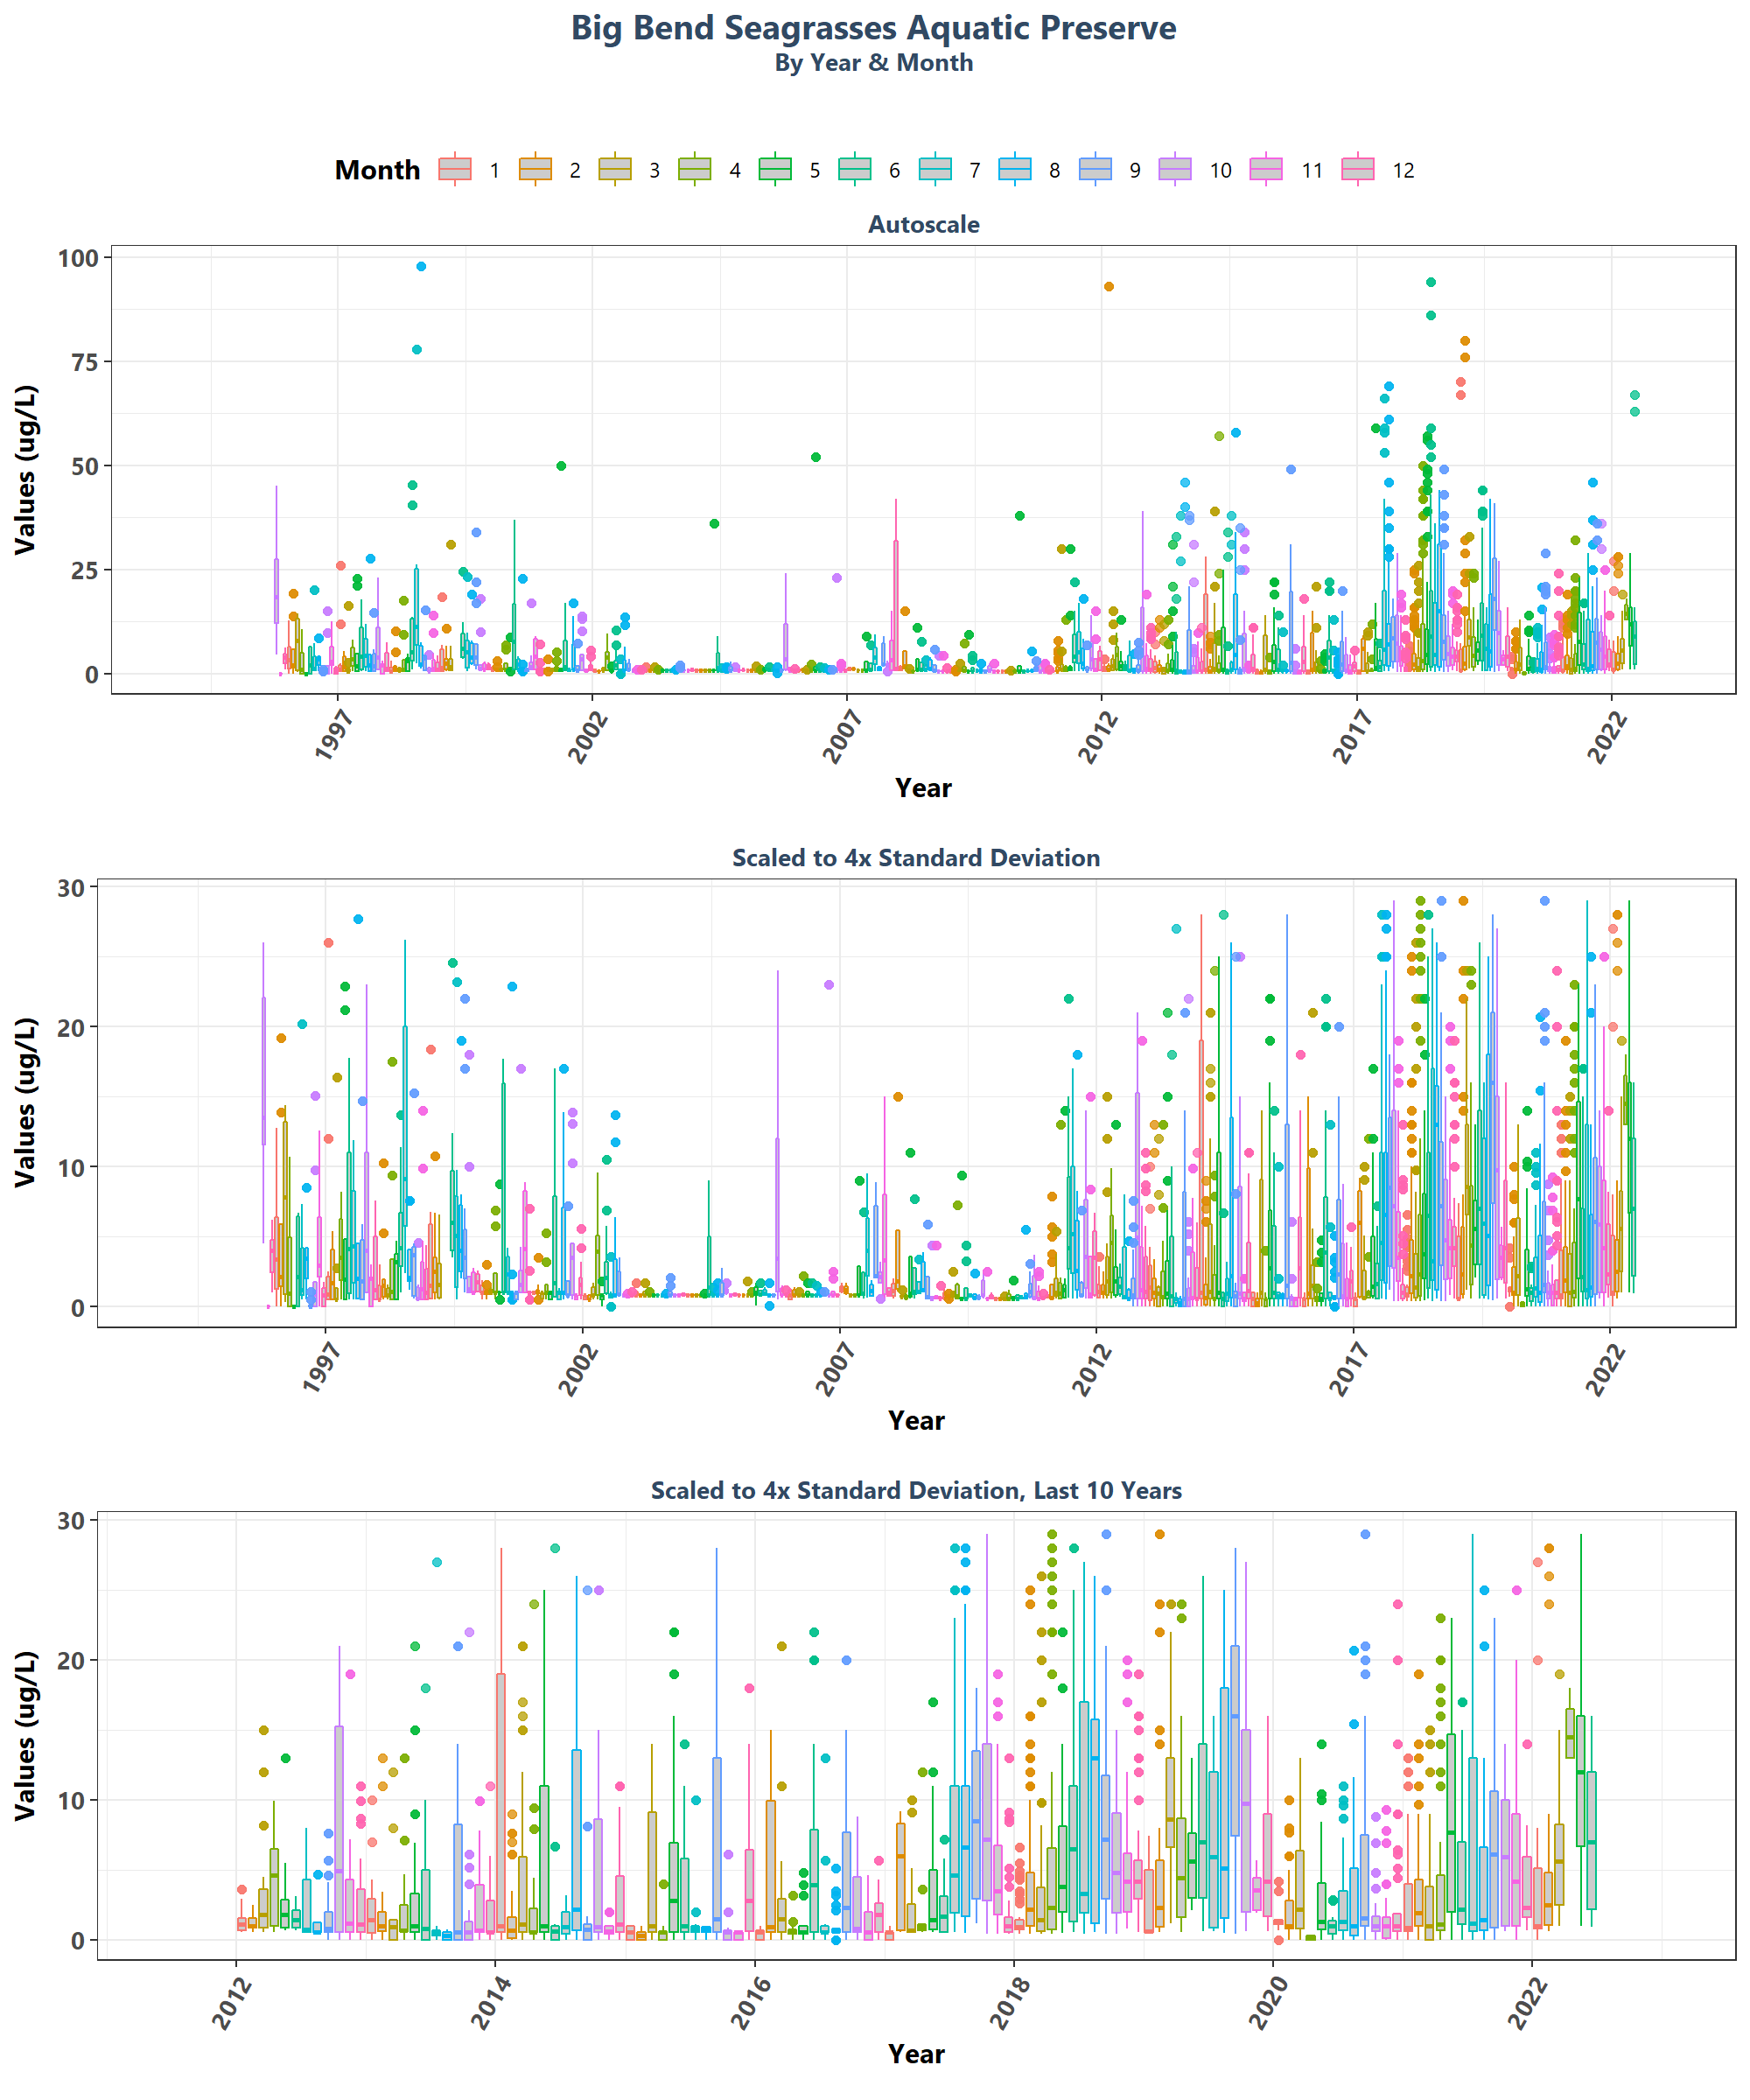 Big Bend Seagrasses Aquatic Preserve
By Year & Month
Month 1 2 3 4 5 6 7 8 9 10 11 12
Autoscale
100
75
50
25
0
Values (ug/L)
1997 2002 2007 2012 2017 2022
Year
Scaled to 4x Standard Deviation
30
20
10
0
Values (ug/L)
1997 2002 2007 2012 2017 2022
Year
Scaled to 4x Standard Deviation, Last 10 Years
30
20
10
0
Values (ug/L)
2012 2014 2016 2018 2020 2022
Year